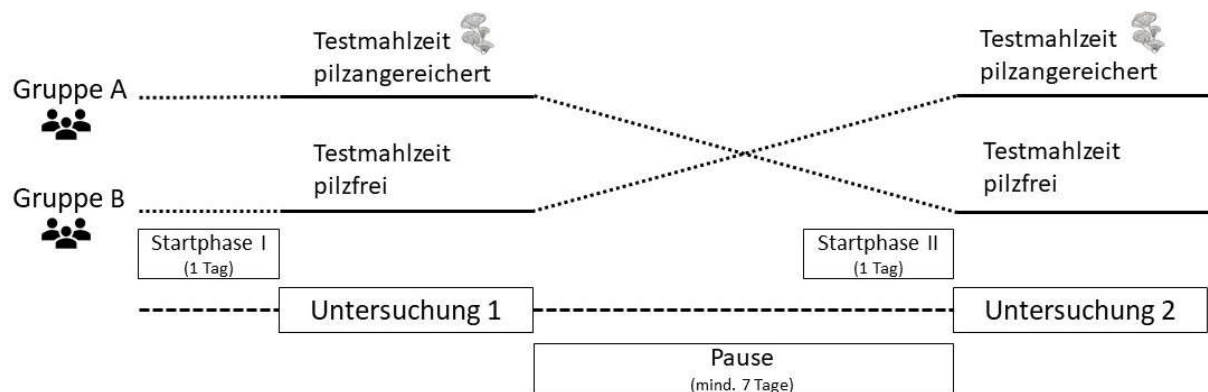 Testmahlzeit
pilzangereichert
Testmahlzeit
pilzangereichert
Gruppe A
Testmahlzeit
pilzfrei
Testmahlzeit
pilzfrei
Gruppe B
Startphase I
(1 Tag)
Startphase II
(1 Tag)
Untersuchung 1
Untersuchung 2
Pause
(mind. 7 Tage)